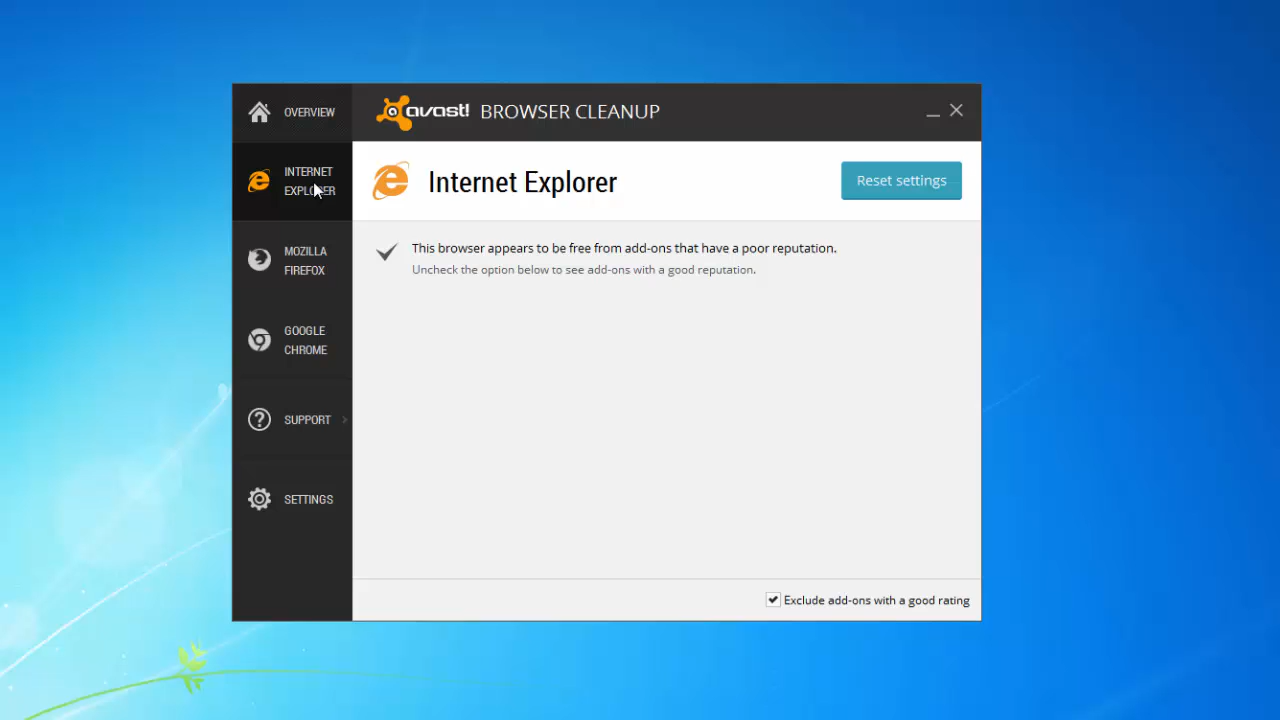 OVERVIEW
avast! BROWSER CLEANUP
INTERNET
EXPLORER
Internet Explorer
Reset settings
MOZILLA
FIREFOX
This browser appears to be free from add-ons that have a poor reputation.
Uncheck the option below to see add-ons with a good reputation.
GOOGLE
CHROME
SUPPORT
SETTINGS
Exclude add-ons with a good rating